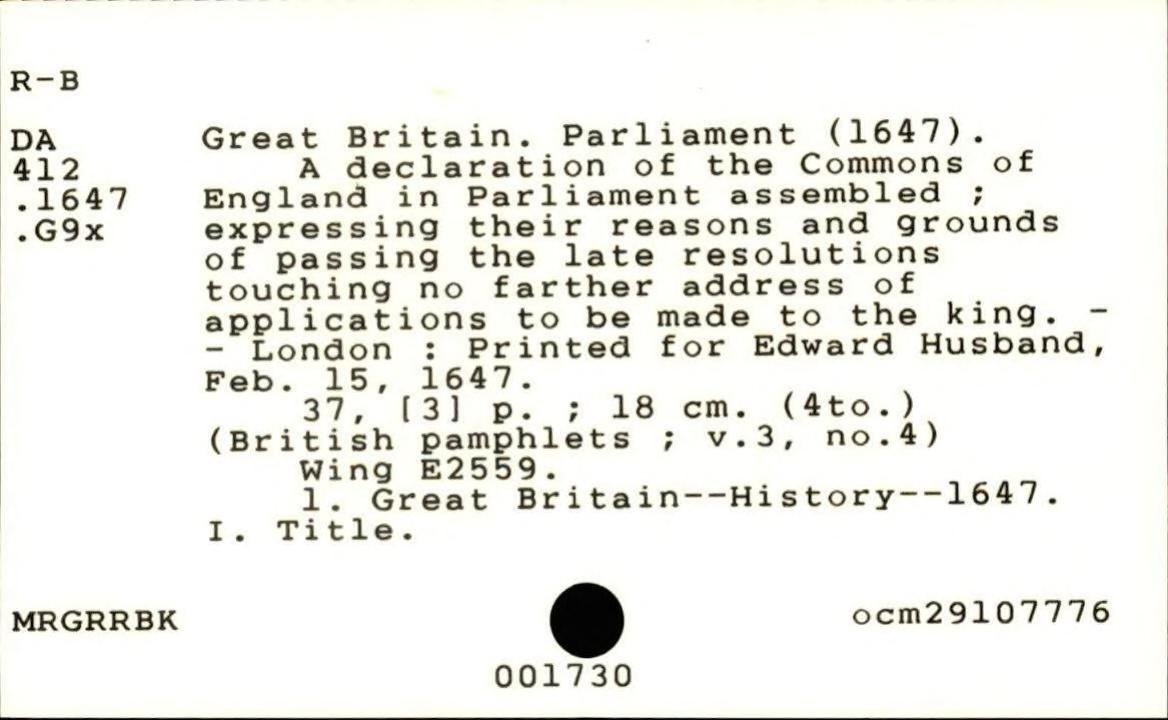 R-B
DA Great Britain. Parliament (1647).
412 A declaration of the Commons of
.1647 England in Parliament assembled ;
.G9x expressing their reasons and grounds
of passing the late resolutions
touching no farther address of
applications to be made to the king. -
- London : Printed for Edward Husband,
Feb. 15, 1647.
37, [3] p. ; 18 cm. (4to.)
(British pamphlets ; v.3, no.4)
Wing E2559.
1. Great Britain--History--1647.
I. Title.
MRGRRBK ocm29107776
001730